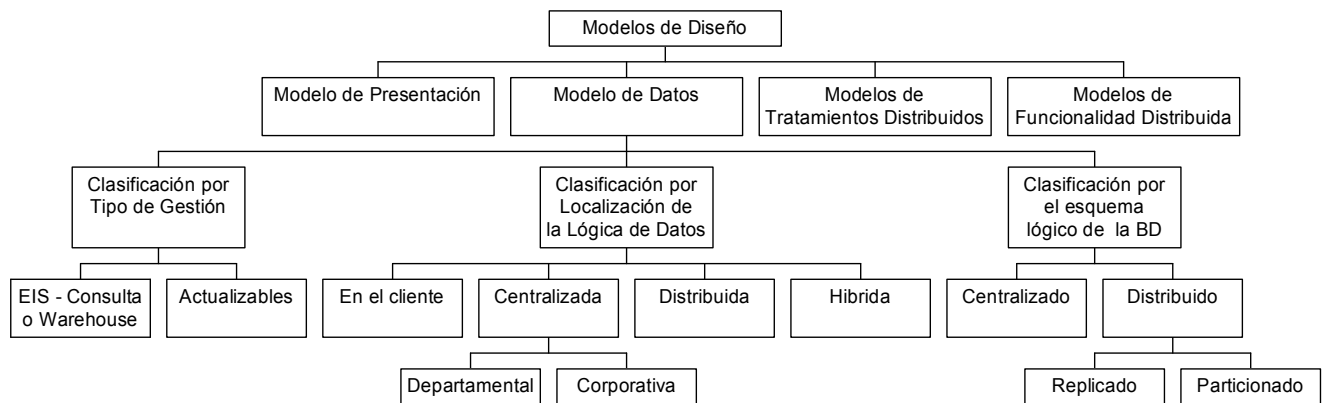 Modelos de Diseño
Modelo de Presentación
Modelo de Datos
Modelos de
Tratamientos Distribuidos
Modelos de
Funcionalidad Distribuida
Clasificación por
Tipo de Gestión
Clasificación por
Localización de
la Lógica de Datos
Clasificación por
el esquema
lógico de la BD
EIS - Consulta
o Warehouse
Actualizables
En el cliente
Centralizada
Distribuida
Hibrida
Centralizado
Distribuido
Departamental
Corporativa
Replicado
Particionado